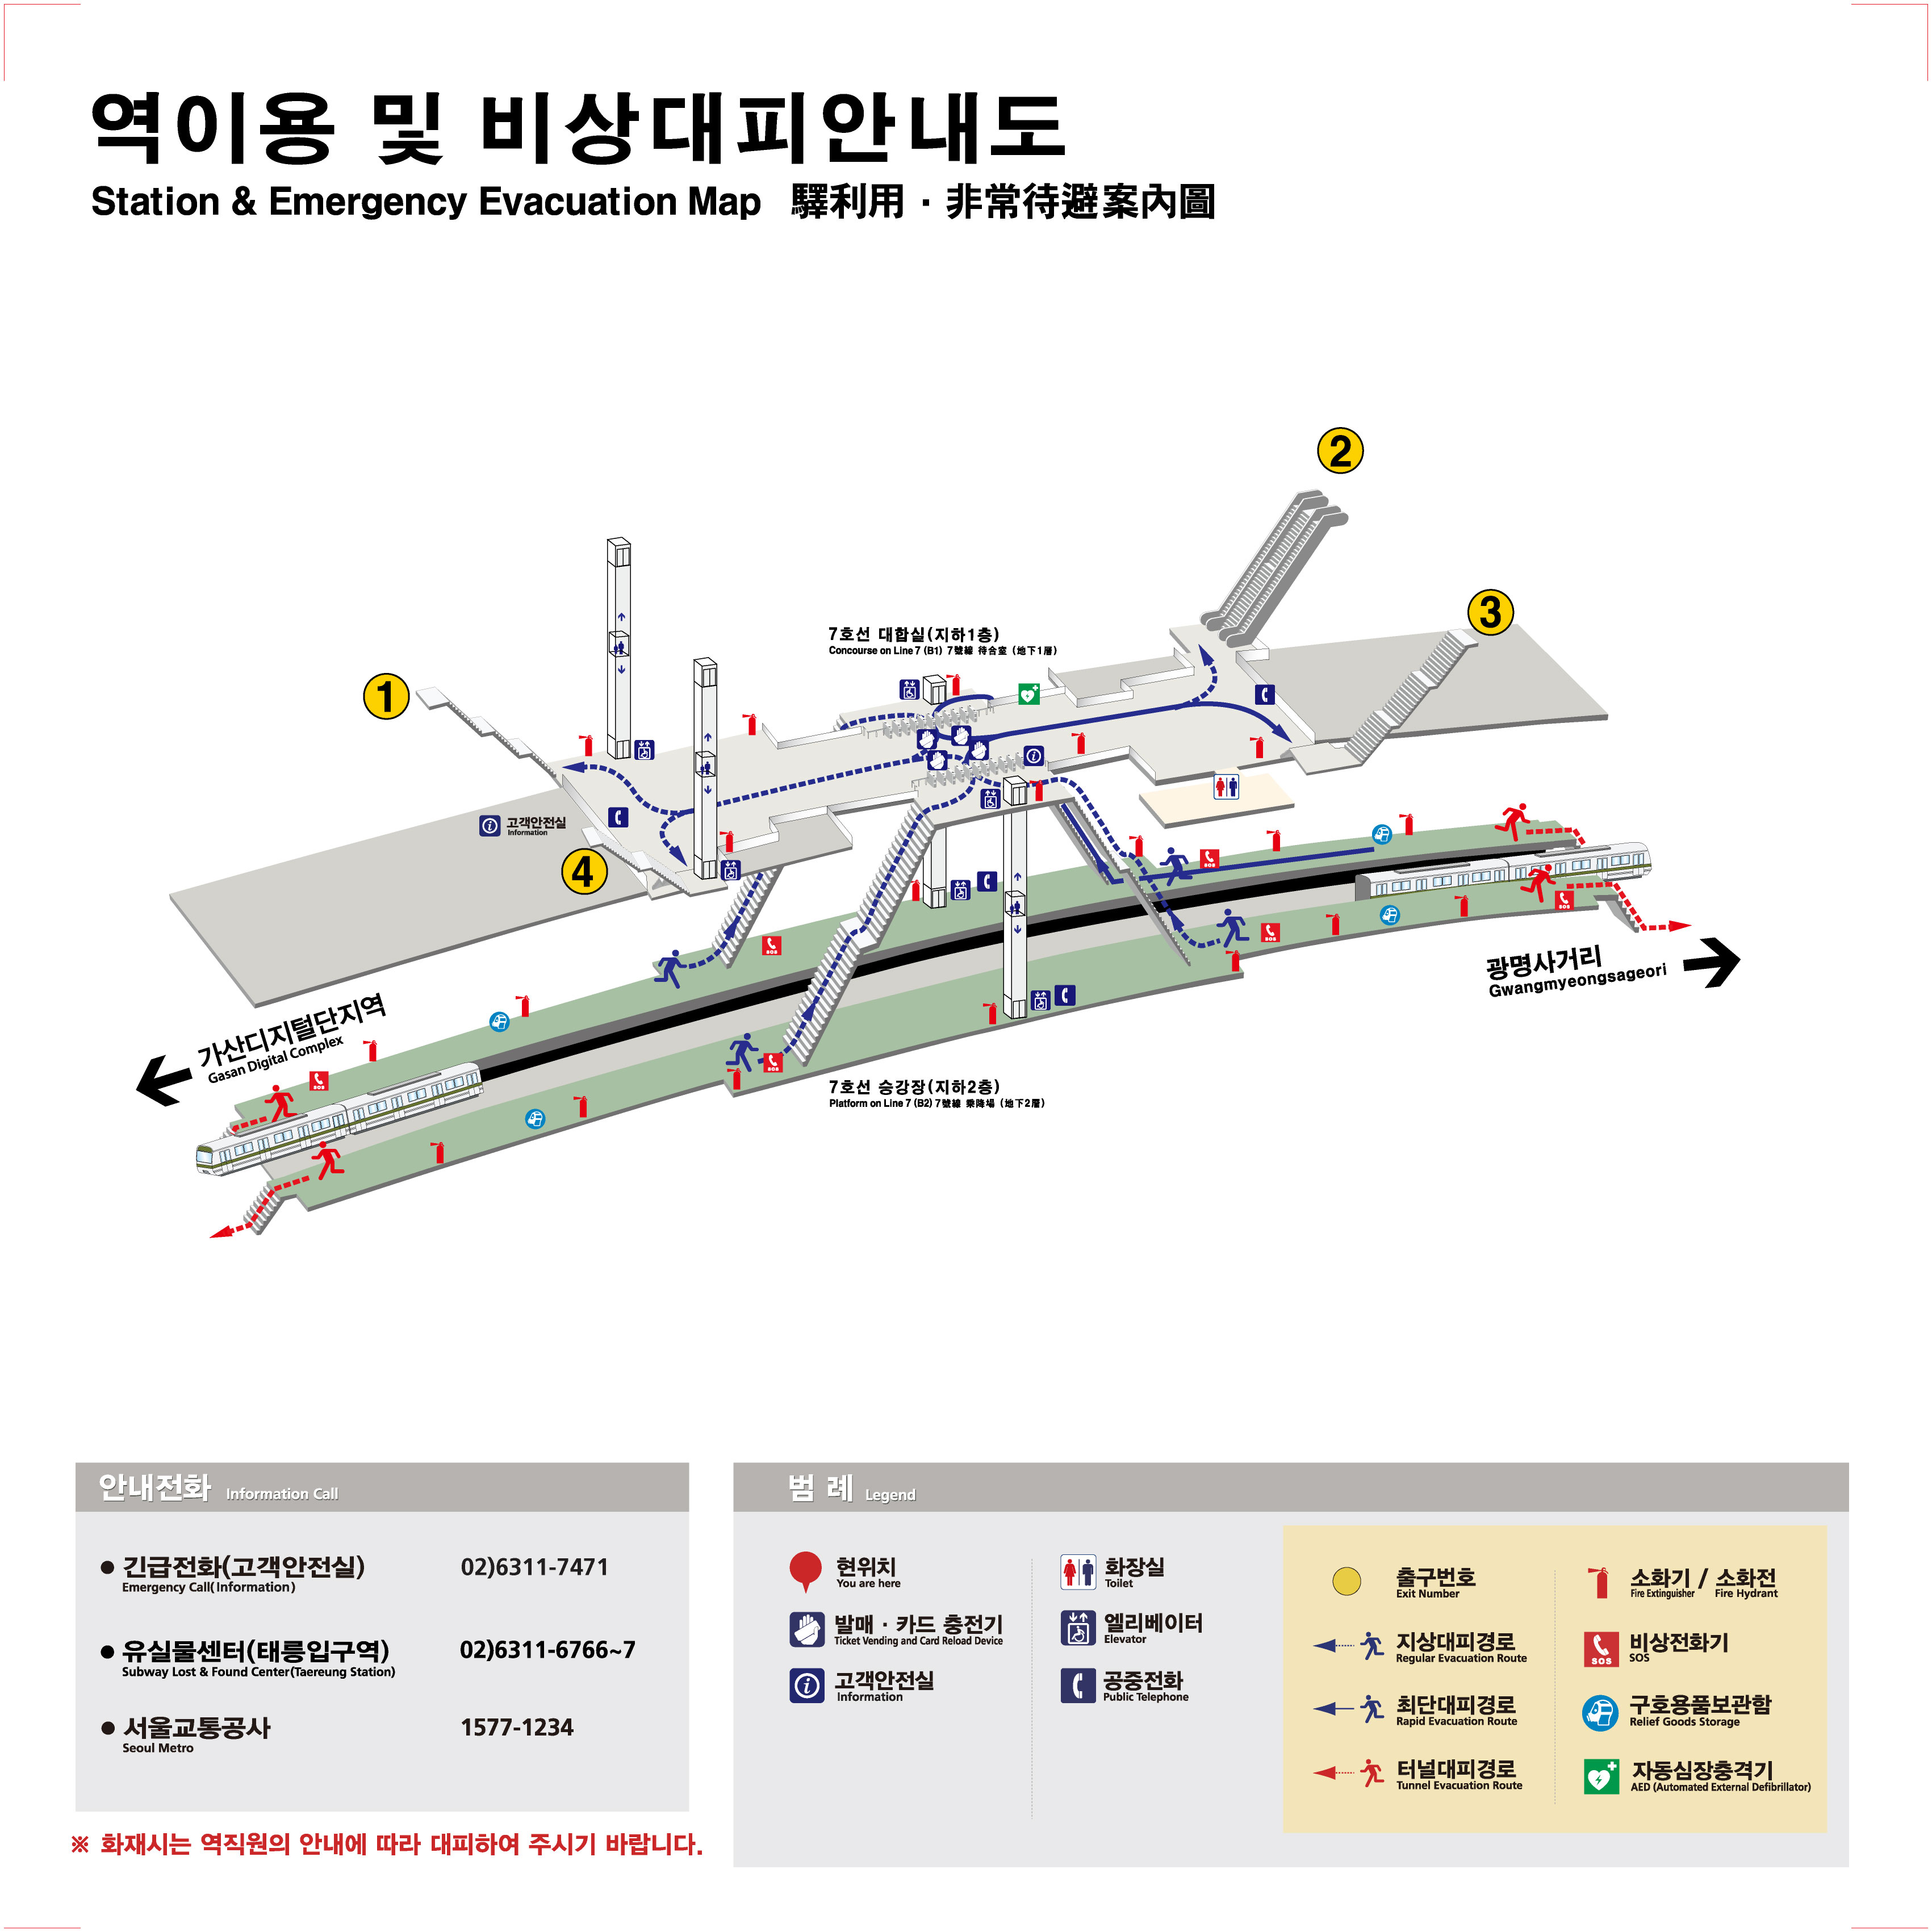 역이용 및 비상대피안내도
Station & Emergency Evacuation Map 驛利用 · 非常待避案內圖
2
3
7호선 대합실(지하1층)
Concourse on Line 7 (B1) 7號線 待合室 (地下1層)
1
고객안전실
Information
4
SOS
SOS
SOS
SOS
광명사거리
Gwangmyeongsageori
가산디지털단지역
Gasan Digital Complex
SOS
SOS
7호선 승강장(지하2층)
Platform on Line 7 (B2) 7號線 乘降場 (地下2層)
안내전화 Information Call
● 긴급전화(고객안전실) 02)6311-7471
Emergency Call(Information)
● 유실물센터(태릉입구역) 02)6311-6766~7
Subway Lost & Found Center(Taereung Station)
● 서울교통공사 1577-1234
Seoul Metro
※ 화재시는 역직원의 안내에 따라 대피하여 주시기 바랍니다.
범 례 Legend
현위치
You are here
발매 · 카드 충전기
Ticket Vending and Card Reload Device
고객안전실
Information
화장실
Toilet
엘리베이터
Elevator
공중전화
Public Telephone
출구번호
Exit Number
지상대피경로
Regular Evacuation Route
최단대피경로
Rapid Evacuation Route
터널대피경로
Tunnel Evacuation Route
소화기 / 소화전
Fire Extinguisher / Fire Hydrant
SOS
비상전화기
SOS
구호용품보관함
Relief Goods Storage
자동심장충격기
AED (Automated External Defibrillator)